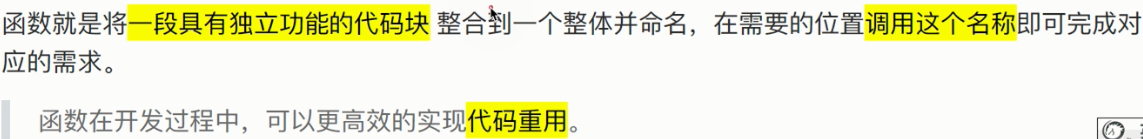 函数就是将一段具有独立功能的代码块 整合到一个整体并命名，在需要的位置调用这个名称即可完成对
应的需求。
函数在开发过程中，可以更高效的实现代码重用。